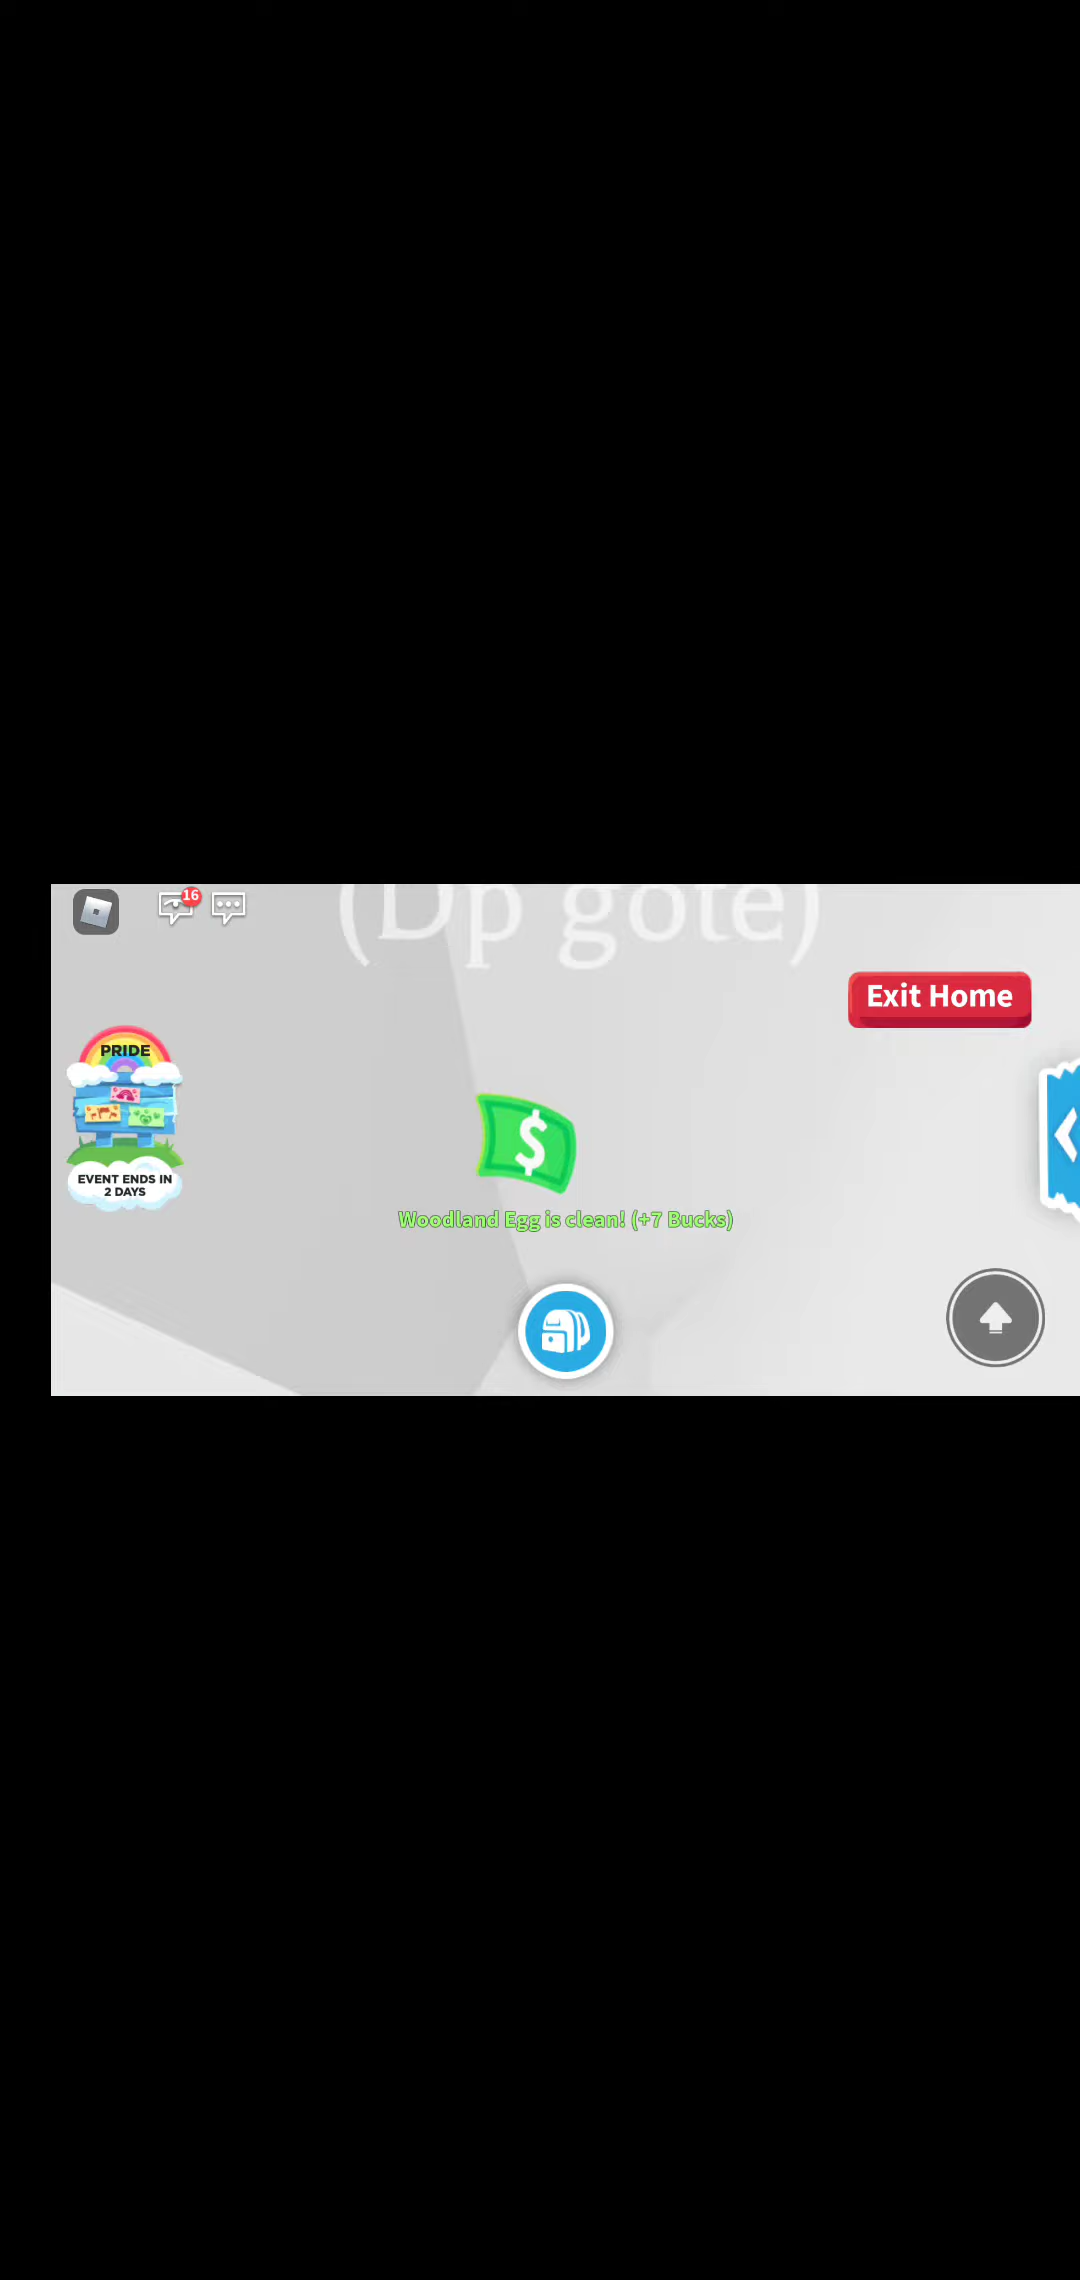 16
(Dp gote)
Exit Home
PRIDE
EVENT ENDS IN
2 DAYS
$
Woodland Egg is clean! (+7 Bucks)